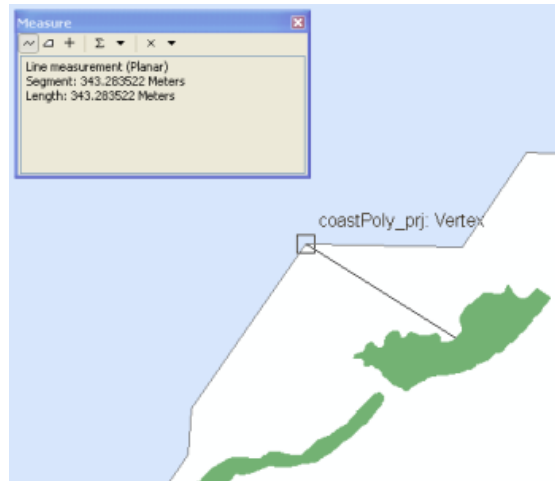 Measure
Line measurement (Planar)
Segment: 343.283522 Meters
Length: 343.283522 Meters
coastPoly_prj: Vertex